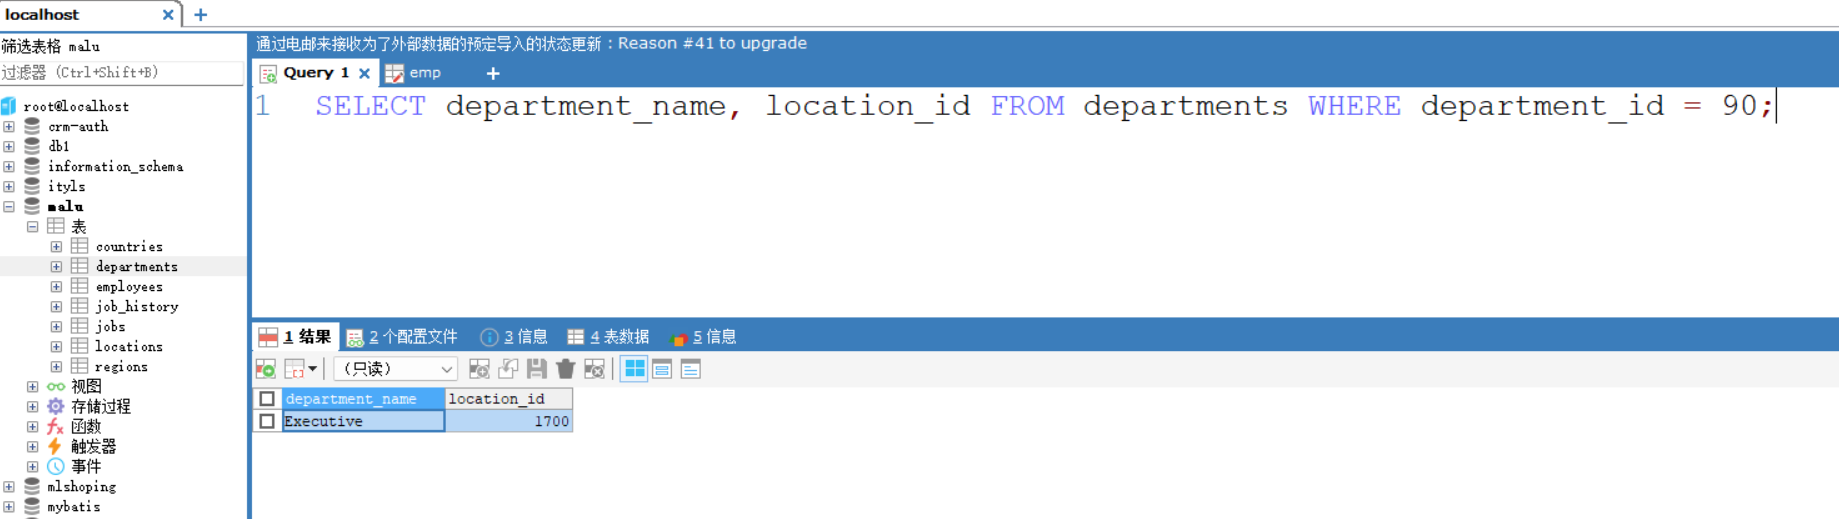 localhost
筛选表格 malu
过滤器 (Ctrl+Shift+B)
root@localhost
crm-auth
db1
information_schema
ityls
malu
表
countries
departments
employees
job_history
jobs
locations
regions
视图
存储过程
函数
触发器
事件
mlshoping
mybatis
通过电邮来接收为了外部数据的预定导入的状态更新：Reason #41 to upgrade
Query 1 emp
1 SELECT department_name, location_id FROM departments WHERE department_id = 90;
1 结果 2 个配置文件 3 信息 4 表数据 5 信息
（只读）
department_name location_id
Executive 1700